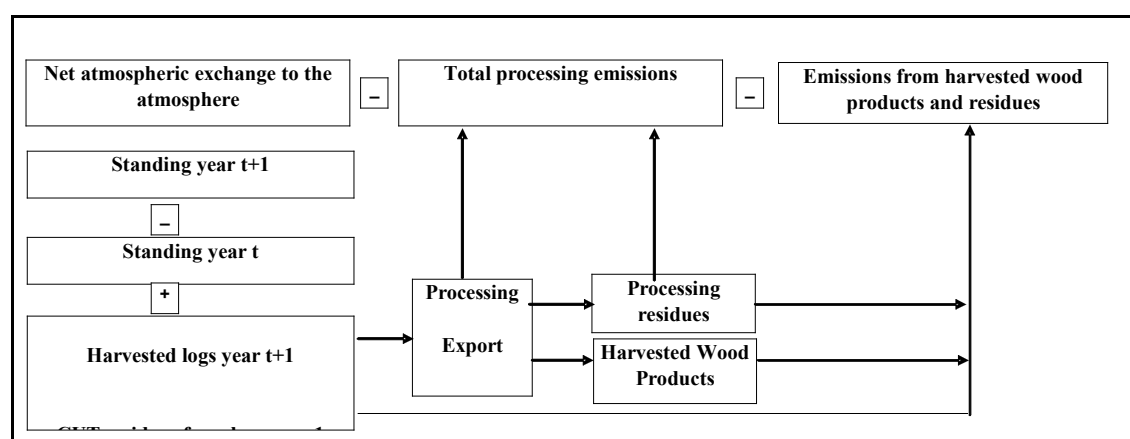 Net atmospheric exchange to the
atmosphere
–
Total processing emissions
–
Emissions from harvested wood
products and residues
Standing year t+1
–
Standing year t
+
Harvested logs year t+1
Processing
Export
Processing
residues
Harvested Wood
Products